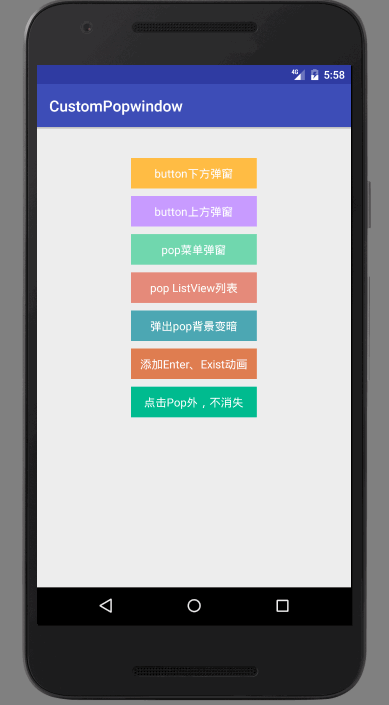 4G 5:58
CustomPopwindow
button下方弹窗
button上方弹窗
pop菜单弹窗
pop ListView列表
弹出pop背景变暗
添加Enter、Exist动画
点击Pop外，不消失